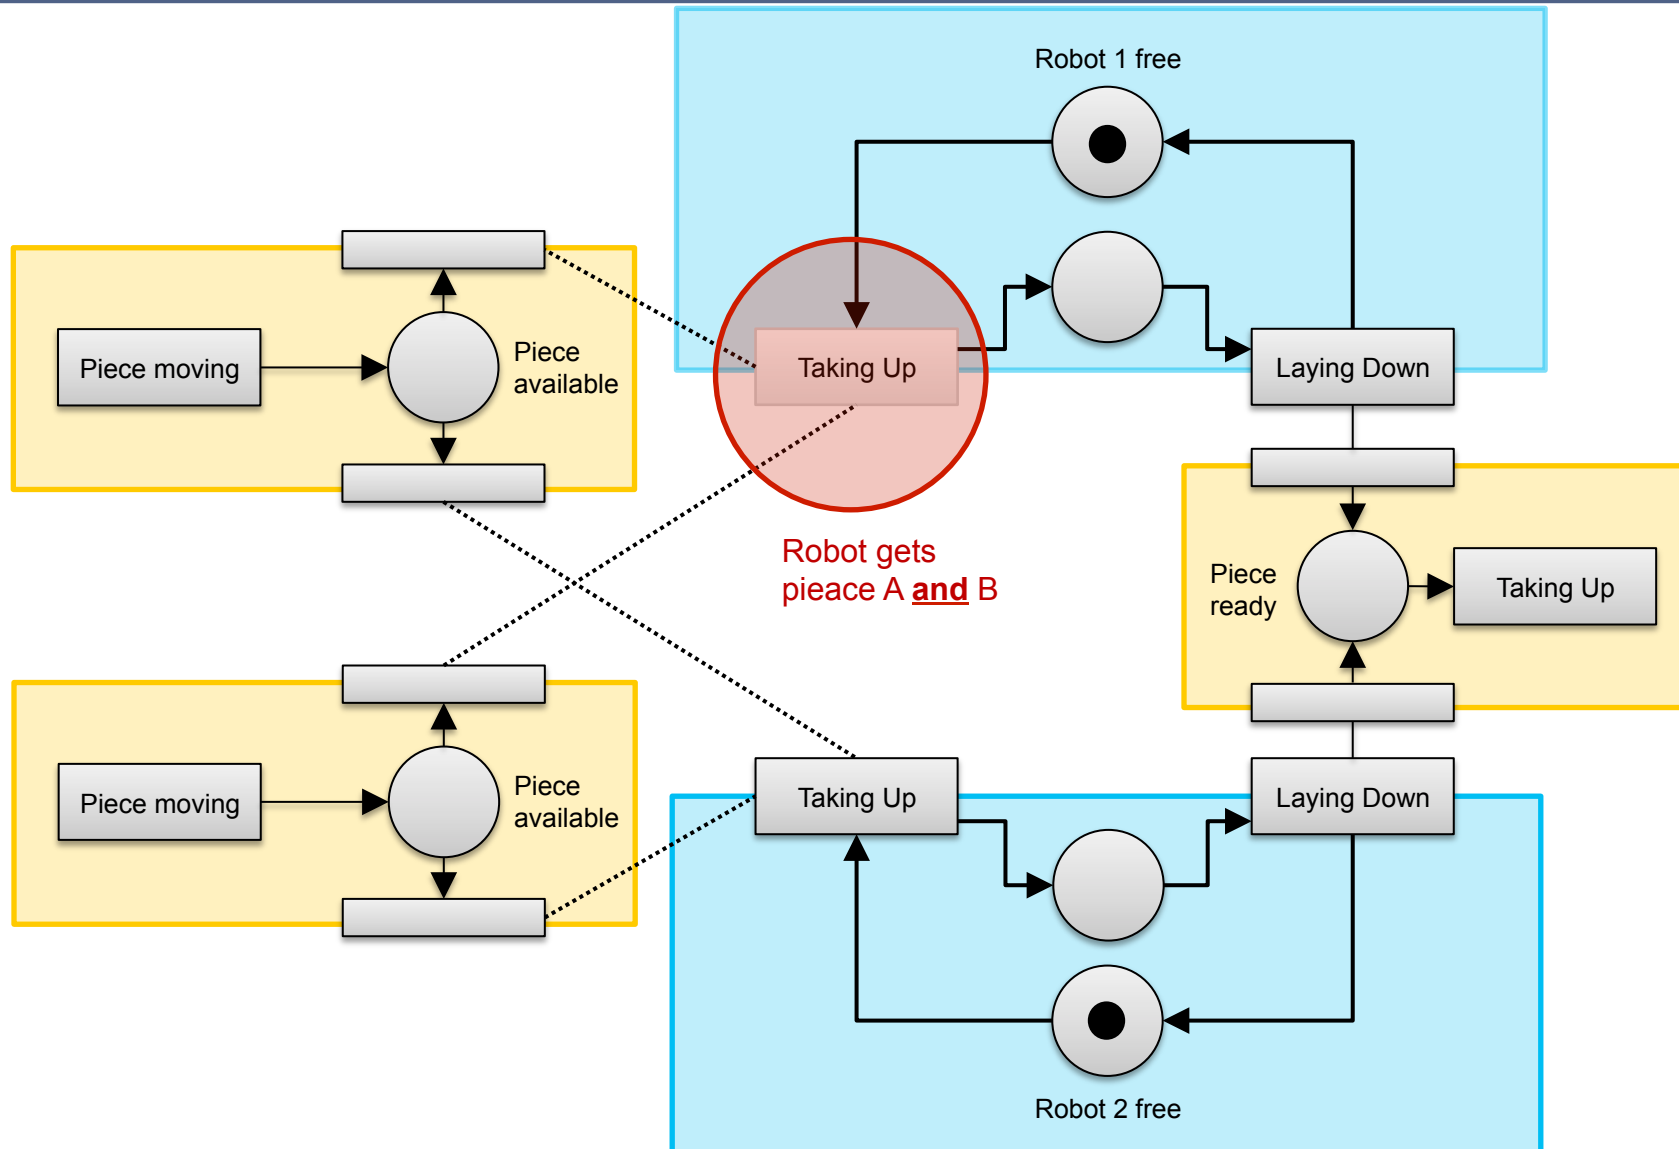 Robot 1 free
Piece moving
Piece
available
Taking Up
Laying Down
Robot gets
pieace A and B
Piece
ready
Taking Up
Piece moving
Piece
available
Taking Up
Laying Down
Robot 2 free